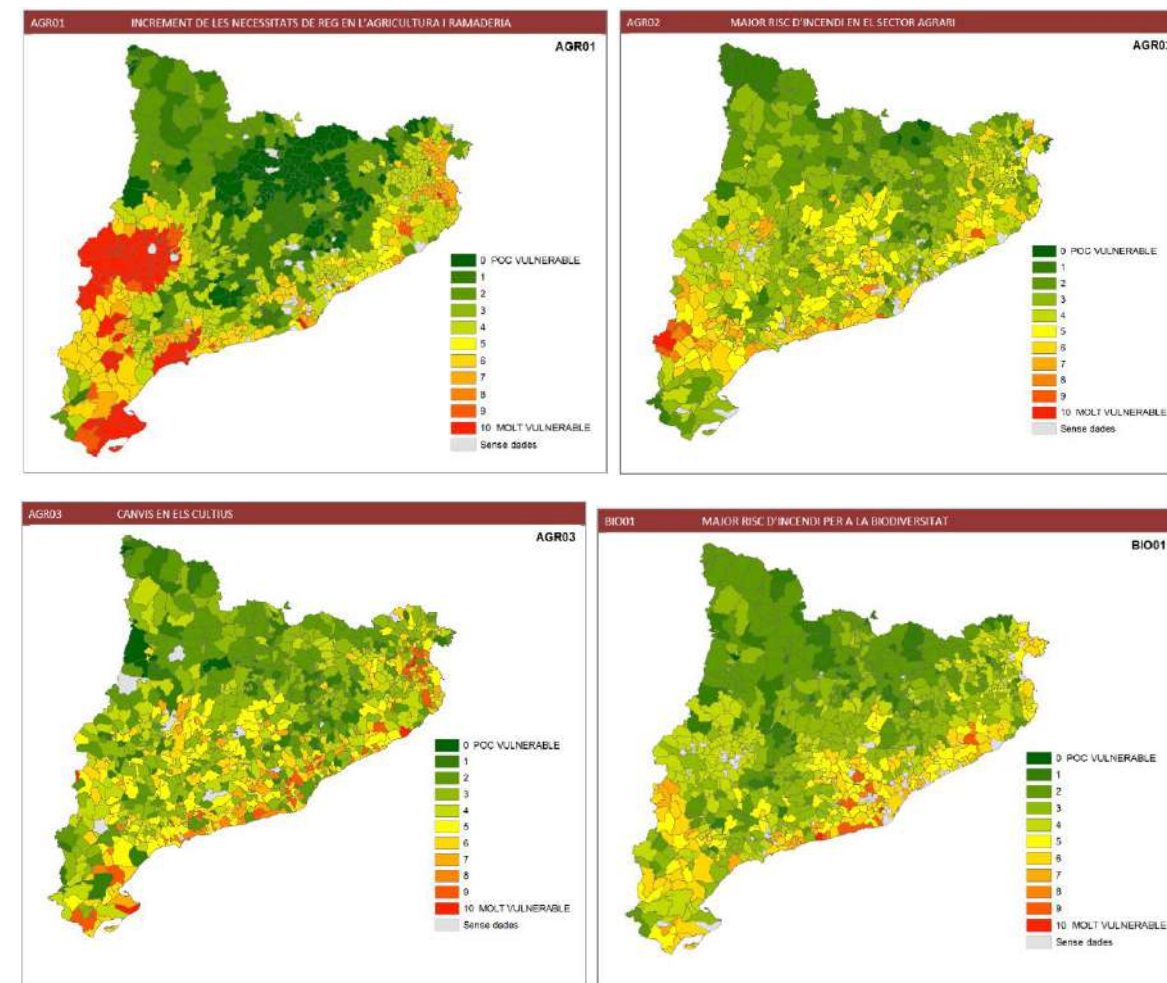 AGR01 INCREMENT DE LES NECESSITATS DE REG EN L'AGRICULTURA I RAMADERIA
AGR01
0 POC VULNERABLE
1
2
3
4
5
6
7
8
9
10 MOLT VULNERABLE
Sense dades
AGR02 MAJOR RISC D'INCENDI EN EL SECTOR AGRARI
0 POC VULNERABLE
1
2
3
4
5
6
7
8
9
10 MOLT VULNERABLE
Sense dades
AGR03 CANVIS EN ELS CULTIUS
AGR03
0 POC VULNERABLE
1
2
3
4
5
6
7
8
9
10 MOLT VULNERABLE
Sense dades
BIO01 MAJOR RISC D'INCENDI PER A LA BIODIVERSITAT
BIO01
0 POC VULNERABLE
1
2
3
4
5
6
7
8
9
10 MOLT VULNERABLE
Sense dades